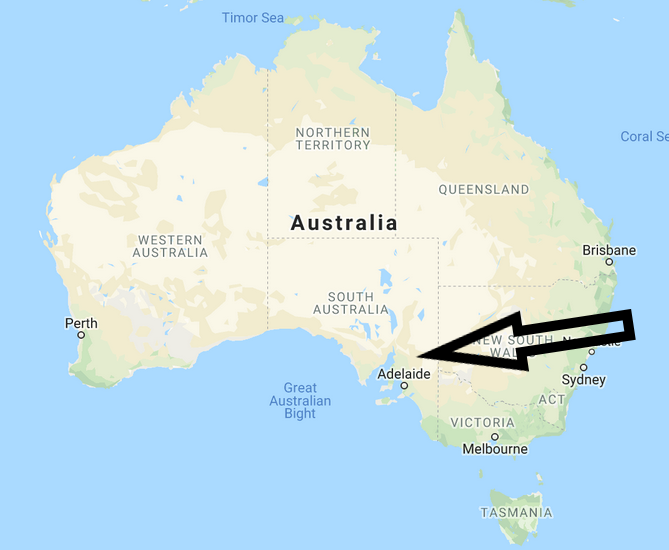 Timor Sea
NORTHERN
TERRITORY
Coral Se
QUEENSLAND
Australia
WESTERN
AUSTRALIA
Brisbane
SOUTH
AUSTRALIA
Perth
NEW SOUTH
Adelaide
Sydney
Great
Australian
Bight
ACT
VICTORIA
Melbourne
TASMANIA